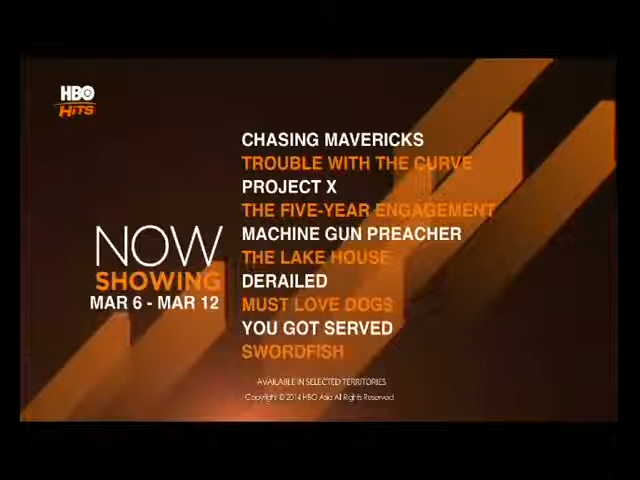 HBO
HiTS
CHASING MAVERICKS
TROUBLE WITH THE CURVE
PROJECT X
THE FIVE-YEAR ENGAGEMENT
MACHINE GUN PREACHER
THE LAKE HOUSE
DERAILED
MUST LOVE DOGS
YOU GOT SERVED
SWORDFISH
NOW
SHOWING
MAR 6 - MAR 12
AVAILABLE IN SELECTED TERRITORIES
Copyright © 2014 HBO Asia All Rights Reserved